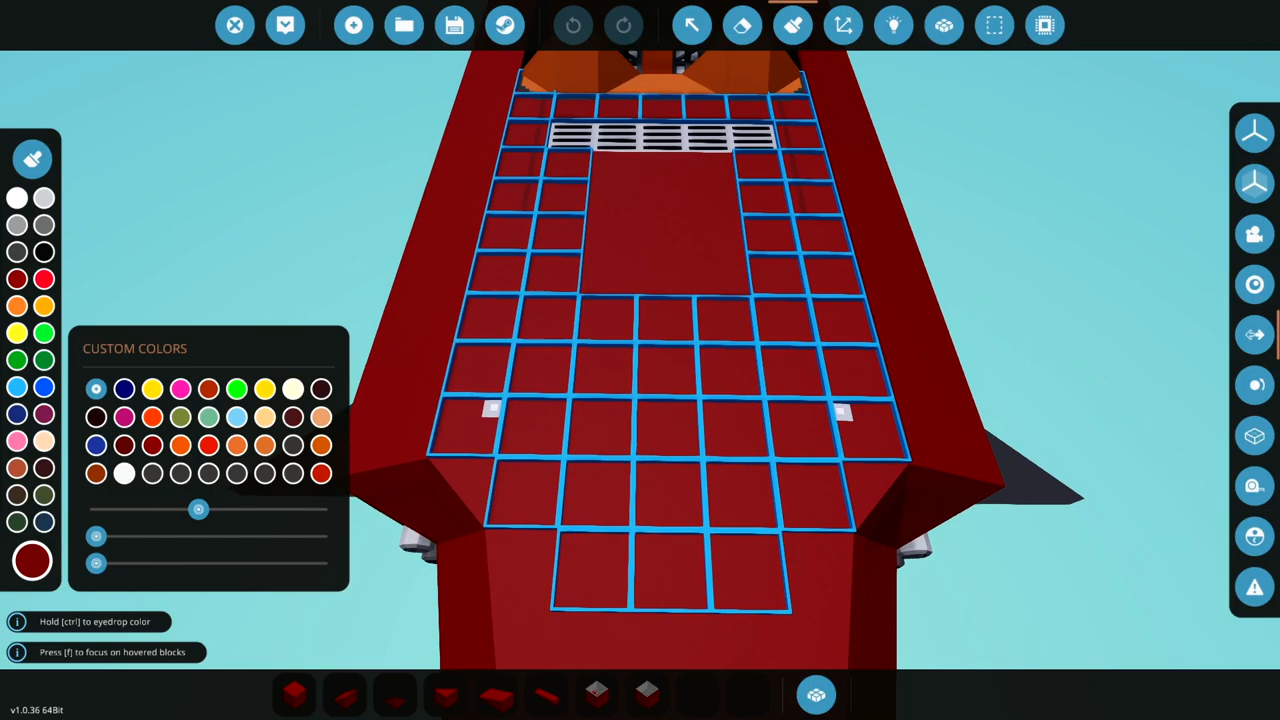 CUSTOM COLORS
Hold [ctrl] to eyedrop color
Press [f] to focus on hovered blocks
v1.0.36 64Bit